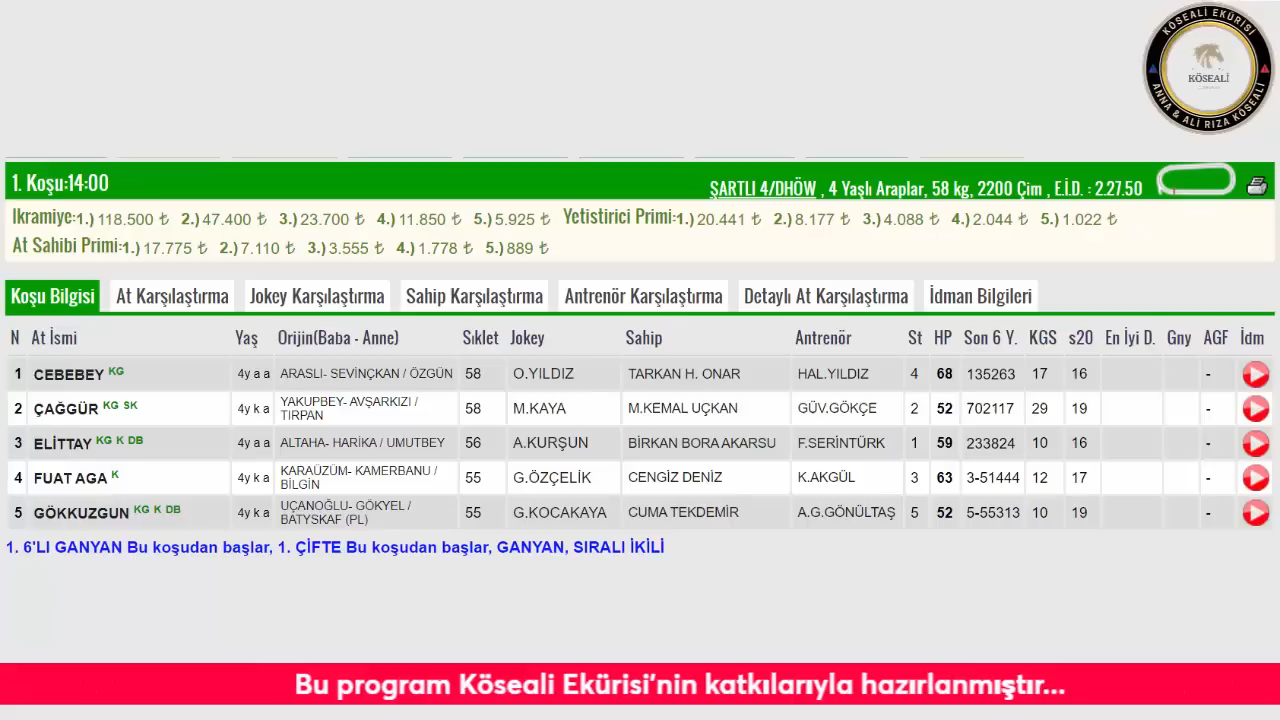 KÖSEALİ EKÜRİSİ
KÖSEALİ
ANNA & ALİ RIZA KÖSEALİ
1. Koşu:14:00
ŞARTLI 4/DHÖW , 4 Yaşlı Araplar, 58 kg, 2200 Çim , E.İ.D. : 2.27.50
Ikramiye:1.) 118.500 ₺ 2.) 47.400 ₺ 3.) 23.700 ₺ 4.) 11.850 ₺ 5.) 5.925 ₺ Yetistirici Primi:1.) 20.441 ₺ 2.) 8.177 ₺ 3.) 4.088 ₺ 4.) 2.044 ₺ 5.) 1.022 ₺
At Sahibi Primi:1.) 17.775 ₺ 2.) 7.110 ₺ 3.) 3.555 ₺ 4.) 1.778 ₺ 5.) 889 ₺
Koşu Bilgisi At Karşılaştırma Jokey Karşılaştırma Sahip Karşılaştırma Antrenör Karşılaştırma Detaylı At Karşılaştırma İdman Bilgileri
N At İsmi Yaş Orijin(Baba - Anne) Sıklet Jokey Sahip Antrenör St HP Son 6 Y. KGS s20 En İyi D. Gny AGF İdm
1 CEBEBEY KG 4y a a ARASLI- SEVİNÇKAN / ÖZGÜN 58 O.YILDIZ TARKAN H. ONAR HAL.YILDIZ 4 68 135263 17 16 -
2 ÇAĞGÜR KG SK 4y k a YAKUPBEY- AVŞARKIZI / TIRPAN 58 M.KAYA M.KEMAL UÇKAN GÜV.GÖKÇE 2 52 702117 29 19 -
3 ELİTTAY KG K DB 4y a a ALTAHA- HARİKA / UMUTBEY 56 A.KURŞUN BİRKAN BORA AKARSU F.SERİNTÜRK 1 59 233824 10 16 -
4 FUAT AGA K 4y k a KARAÜZÜM- KAMERBANU / BİLGİN 55 G.ÖZÇELİK CENGİZ DENİZ K.AKGÜL 3 63 3-51444 12 17 -
5 GÖKKUZGUN KG K DB 4y k a UÇANOĞLU- GÖKYEL / BATYSKAF (PL) 55 G.KOCAKAYA CUMA TEKDEMİR A.G.GÖNÜLTAŞ 5 52 5-55313 10 19 -
1. 6'LI GANYAN Bu koşudan başlar, 1. ÇİFTE Bu koşudan başlar, GANYAN, SIRALI İKİLİ
Bu program Köseali Ekürisi'nin katkılarıyla hazırlanmıştır...